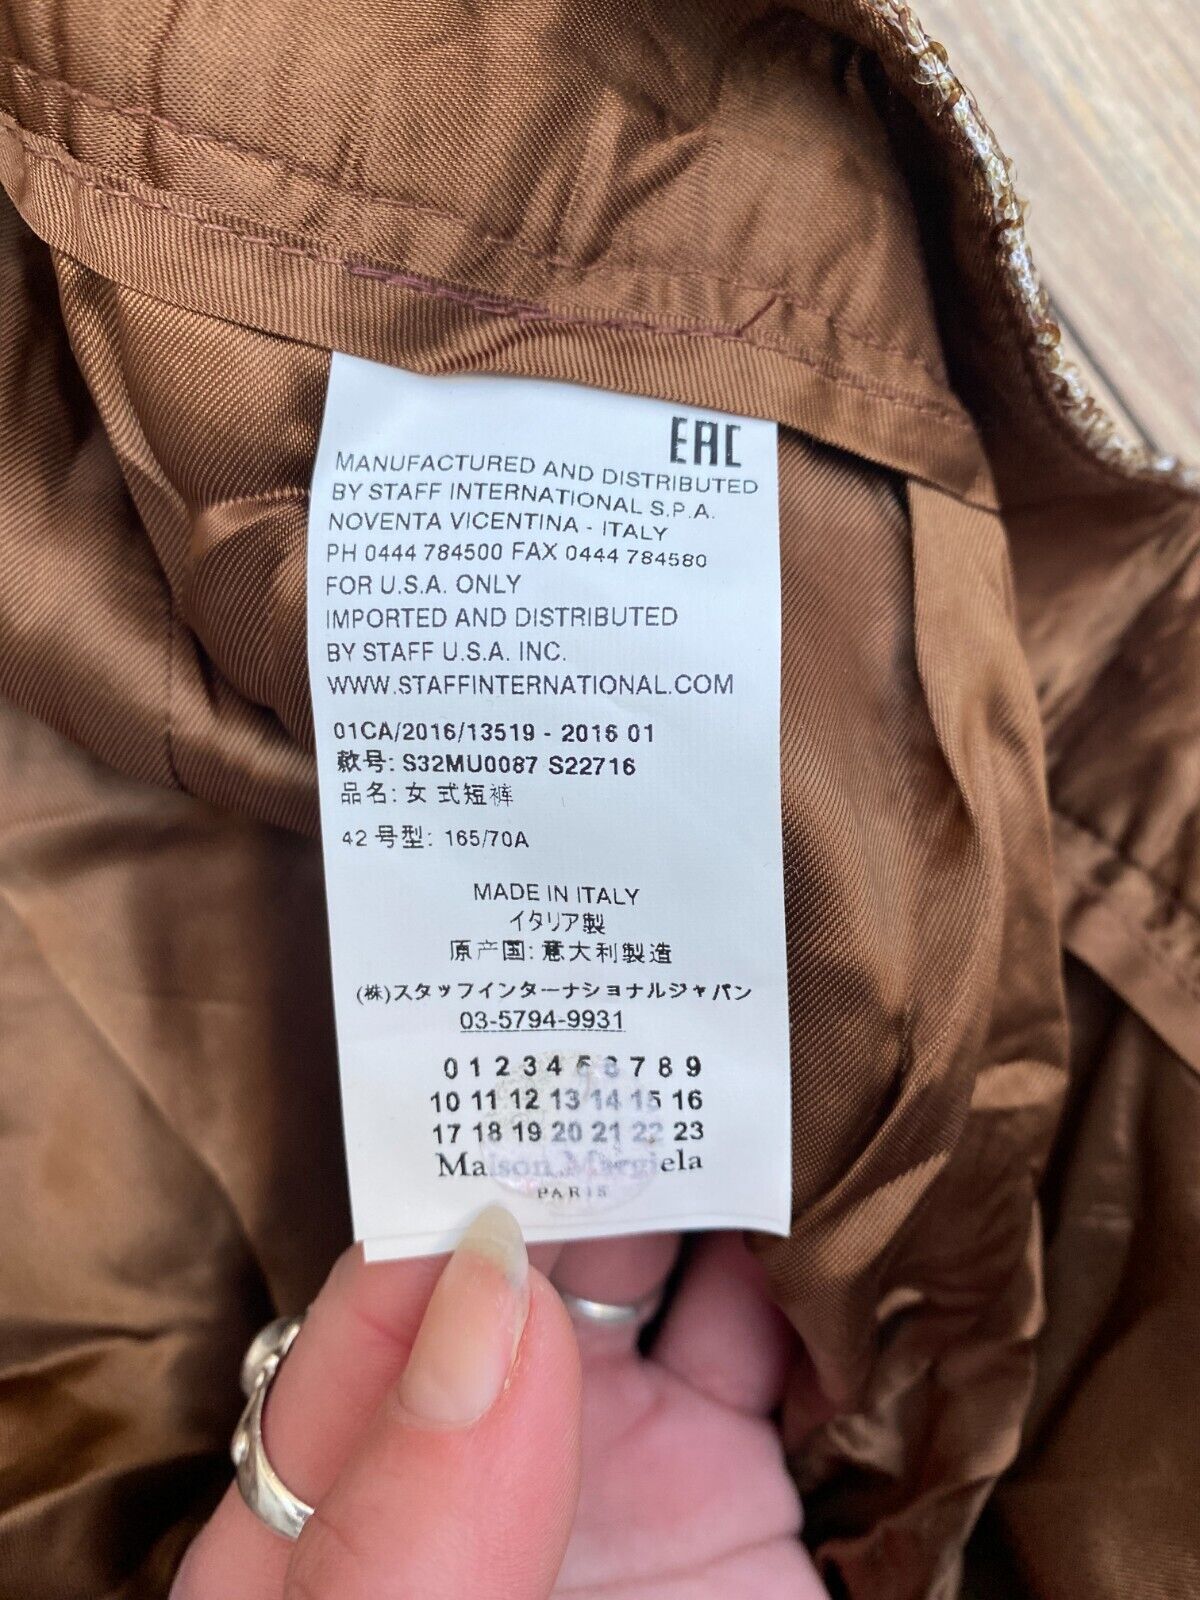 EAC
MANUFACTURED AND DISTRIBUTED
BY STAFF INTERNATIONAL S.P.A.
NOVENTA VICENTINA - ITALY
PH 0444 784500 FAX 0444 784580
FOR U.S.A. ONLY
IMPORTED AND DISTRIBUTED
BY STAFF U.S.A. INC.
WWW.STAFFINTERNATIONAL.COM
01CA/2016/13519 - 2016 01
款号: S32MU0087 S22716
品名: 女 式短裤
42 号型: 165/70A
MADE IN ITALY
イタリア製
原产国: 意大利製造
(株)スタッフインターナショナルジャパン
03-5794-9931
0 1 2 3 4 5 6 7 8 9
10 11 12 13 14 15 16
17 18 19 20 21 22 23
Maison Margiela
PARIS